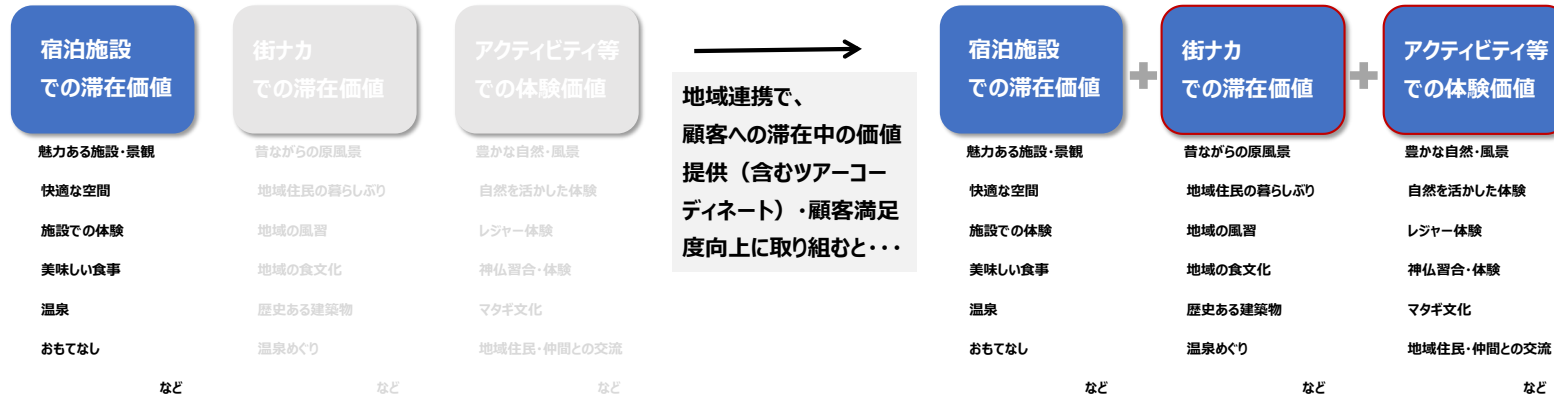 宿泊施設
での滞在価値
魅力ある施設・景観
快適な空間
施設での体験
美味しい食事
温泉
おもてなし
など
街ナカ
での滞在価値
昔ながらの原風景
地域住民の暮らしぶり
地域の風習
地域の食文化
歴史ある建築物
温泉めぐり
など
アクティビティ等
での体験価値
豊かな自然・風景
自然を活かした体験
レジャー体験
神仏習合・体験
マタギ文化
地域住民・仲間との交流
など
地域連携で、
顧客への滞在中の価値
提供（含むツアーコー
ディネート）・顧客満足
度向上に取り組むと・・・
宿泊施設
での滞在価値
魅力ある施設・景観
快適な空間
施設での体験
美味しい食事
温泉
おもてなし
など
街ナカ
での滞在価値
昔ながらの原風景
地域住民の暮らしぶり
地域の風習
地域の食文化
歴史ある建築物
温泉めぐり
など
アクティビティ等
での体験価値
豊かな自然・風景
自然を活かした体験
レジャー体験
神仏習合・体験
マタギ文化
地域住民・仲間との交流
など